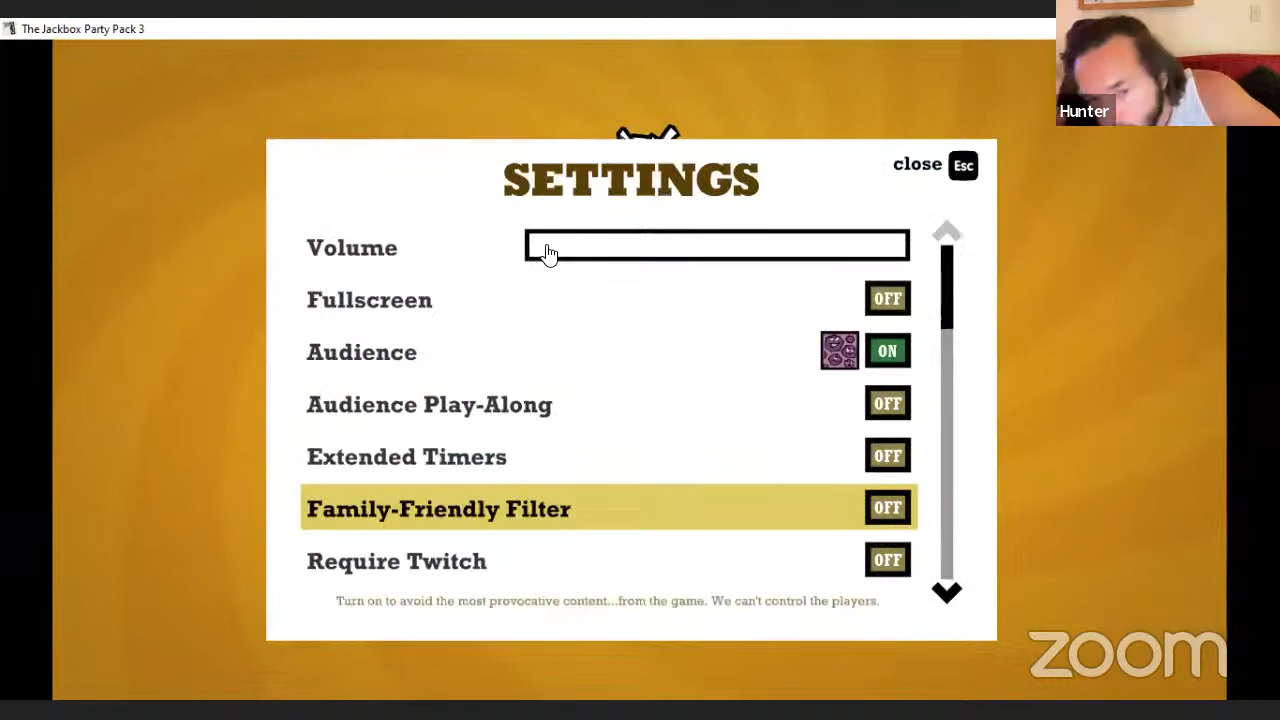 The Jackbox Party Pack 3
Hunter
SETTINGS
close Esc
Volume
Fullscreen OFF
Audience ON
Audience Play-Along OFF
Extended Timers OFF
Family-Friendly Filter OFF
Require Twitch OFF
Turn on to avoid the most provocative content...from the game. We can't control the players.
zoom